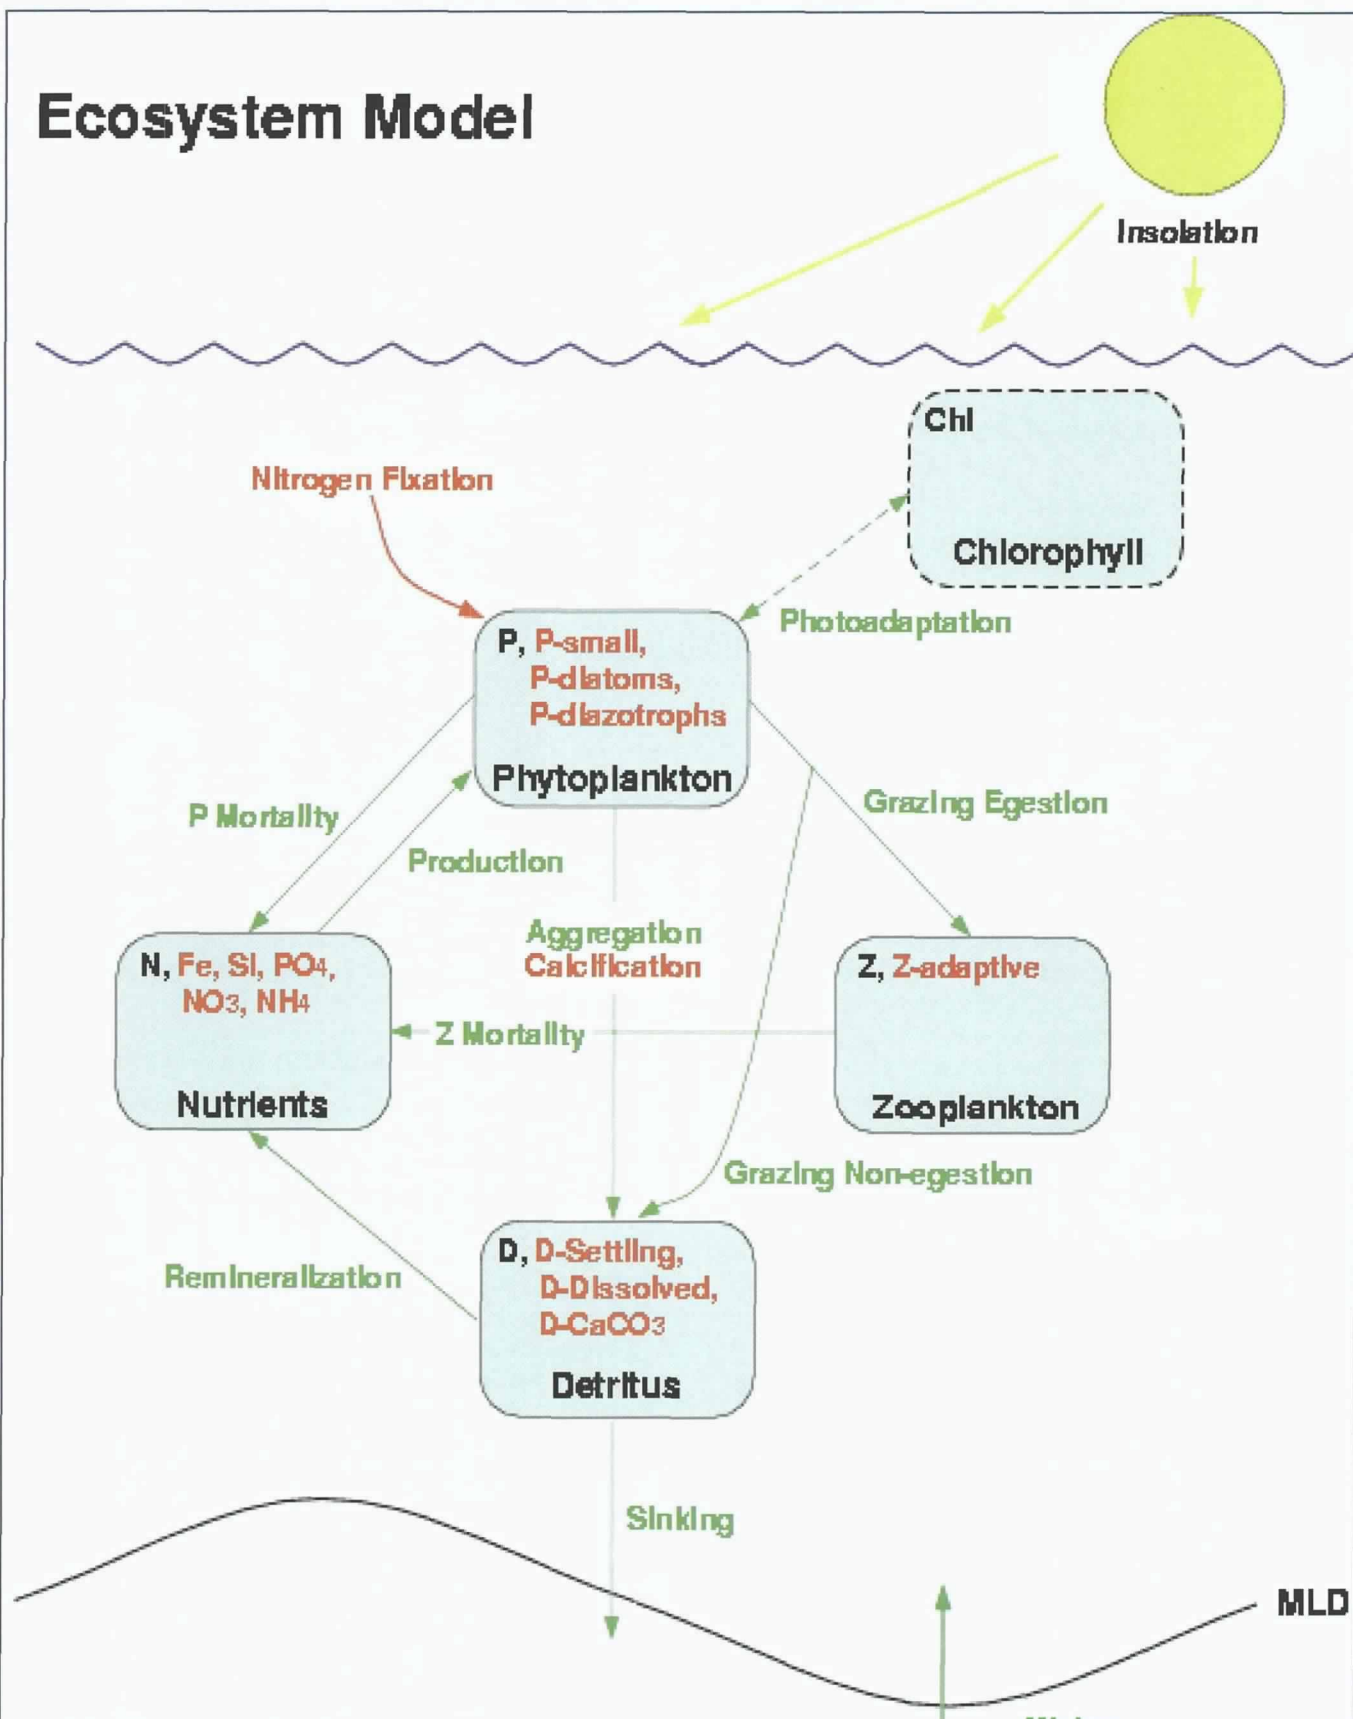 Ecosystem Model
Insolation
Chl
Chlorophyll
Nitrogen Fixation
Photoadaptation
P, P-small,
P-diatoms,
P-diazotrophs
Phytoplankton
P Mortality
Production
Grazing Egestion
Aggregation
Calcification
N, Fe, Si, PO4,
NO3, NH4
Nutrients
Z, Z-adaptive
Zooplankton
Z Mortality
Grazing Non-egestion
D, D-Settling,
D-Dissolved,
D-CaCO3
Detritus
Remineralization
Sinking
MLD